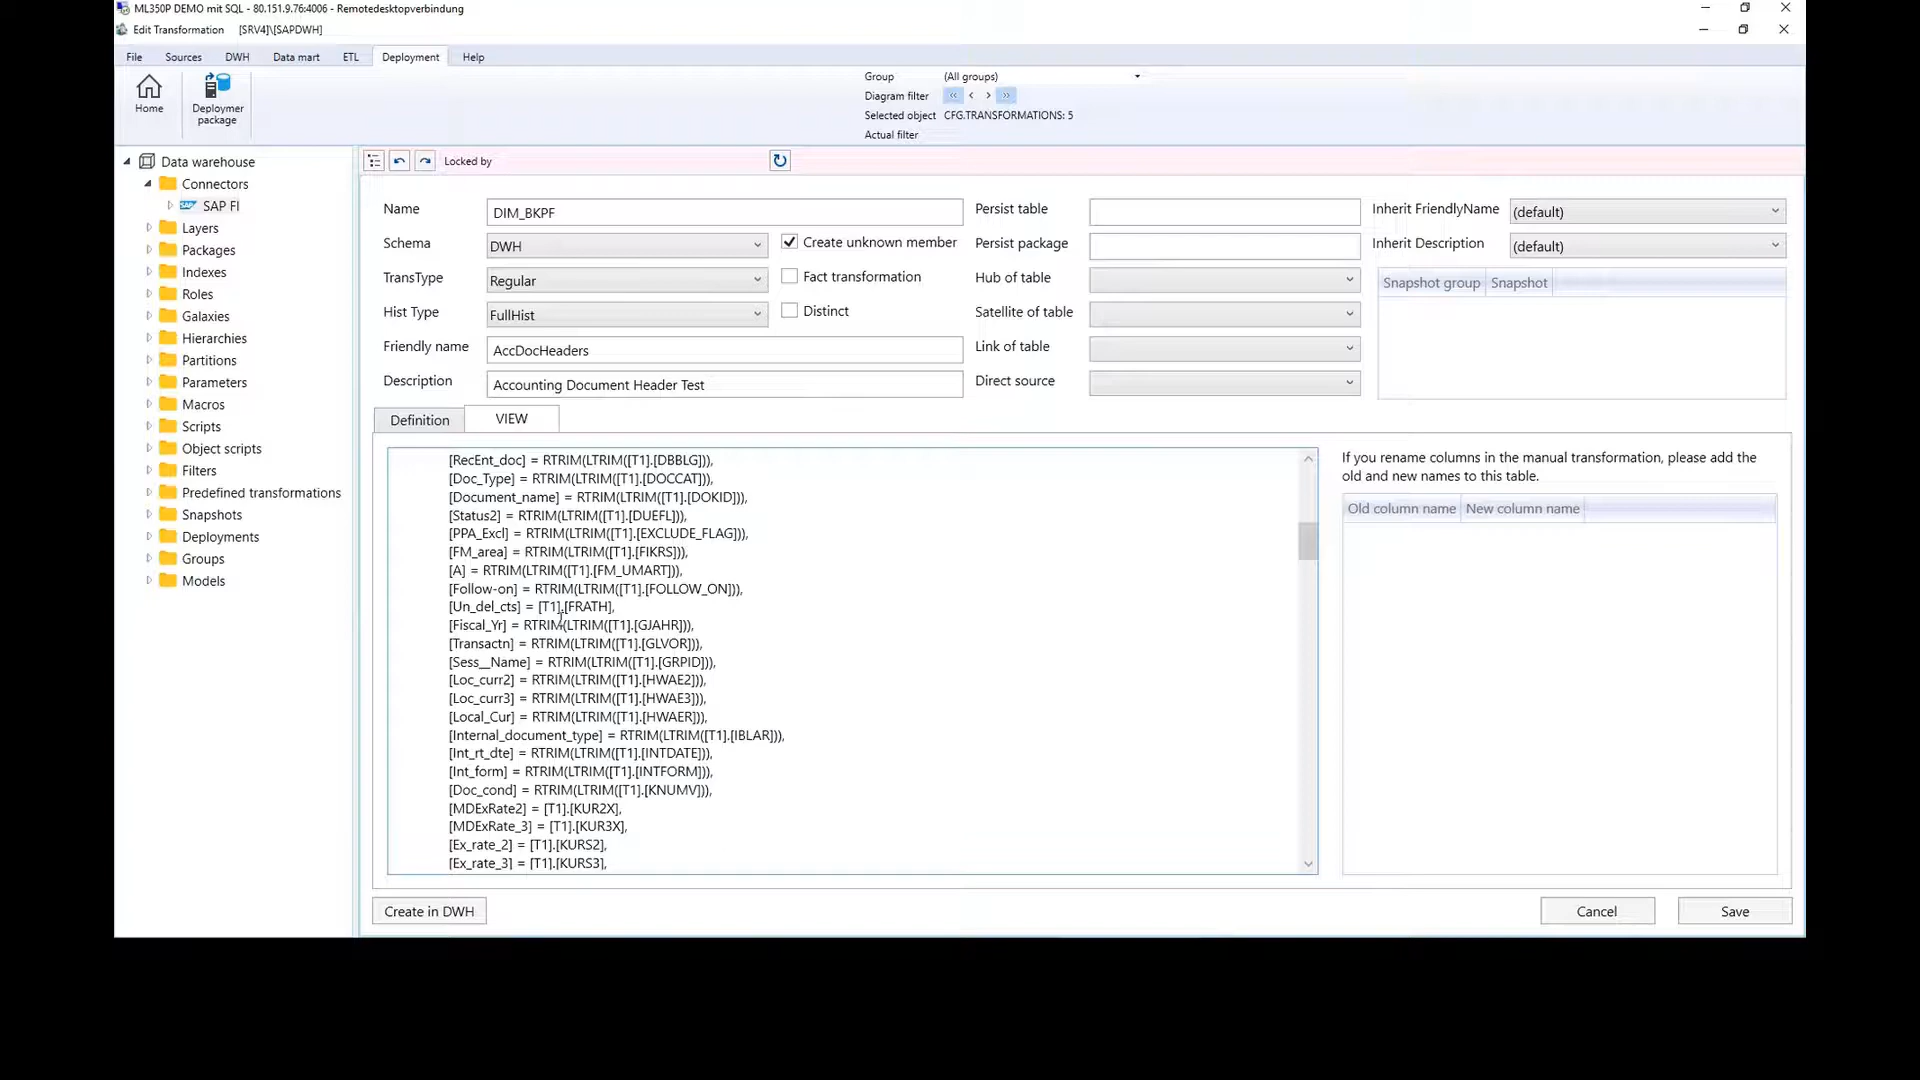 ML350P DEMO mit SQL - 80.151.9.76:4006 - Remotedesktopverbindung
Edit Transformation [SRV4]\[SAPDWH]
File Sources DWH Data mart ETL Deployment Help
Home
Deploymer
package
Group (All groups)
Diagram filter
Selected object CFG.TRANSFORMATIONS: 5
Actual filter
Data warehouse
Connectors
SAP FI
Layers
Packages
Indexes
Roles
Galaxies
Hierarchies
Partitions
Parameters
Macros
Scripts
Object scripts
Filters
Predefined transformations
Snapshots
Deployments
Groups
Models
Locked by
Name DIM_BKPF
Schema DWH
TransType Regular
Hist Type FullHist
Friendly name AccDocHeaders
Description Accounting Document Header Test
Create unknown member
Fact transformation
Distinct
Persist table
Persist package
Hub of table
Satellite of table
Link of table
Direct source
Inherit FriendlyName (default)
Inherit Description (default)
Snapshot group Snapshot
Definition VIEW
[RecEnt_doc] = RTRIM(LTRIM([T1].[DBBLG])),
[Doc_Type] = RTRIM(LTRIM([T1].[DOCCAT])),
[Document_name] = RTRIM(LTRIM([T1].[DOKID])),
[Status2] = RTRIM(LTRIM([T1].[DUEFL])),
[PPA_Excl] = RTRIM(LTRIM([T1].[EXCLUDE_FLAG])),
[FM_area] = RTRIM(LTRIM([T1].[FIKRS])),
[A] = RTRIM(LTRIM([T1].[FM_UMART])),
[Follow-on] = RTRIM(LTRIM([T1].[FOLLOW_ON])),
[Un_del_cts] = [T1].[FRATH],
[Fiscal_Yr] = RTRIM(LTRIM([T1].[GJAHR])),
[Transactn] = RTRIM(LTRIM([T1].[GLVOR])),
[Sess__Name] = RTRIM(LTRIM([T1].[GRPID])),
[Loc_curr2] = RTRIM(LTRIM([T1].[HWAE2])),
[Loc_curr3] = RTRIM(LTRIM([T1].[HWAE3])),
[Local_Cur] = RTRIM(LTRIM([T1].[HWAER])),
[Internal_document_type] = RTRIM(LTRIM([T1].[IBLAR])),
[Int_rt_dte] = RTRIM(LTRIM([T1].[INTDATE])),
[Int_form] = RTRIM(LTRIM([T1].[INTFORM])),
[Doc_cond] = RTRIM(LTRIM([T1].[KNUMV])),
[MDExRate2] = [T1].[KUR2X],
[MDExRate_3] = [T1].[KUR3X],
[Ex_rate_2] = [T1].[KURS2],
[Ex_rate_3] = [T1].[KURS3],
If you rename columns in the manual transformation, please add the
old and new names to this table.
Old column name New column name
Create in DWH
Cancel
Save